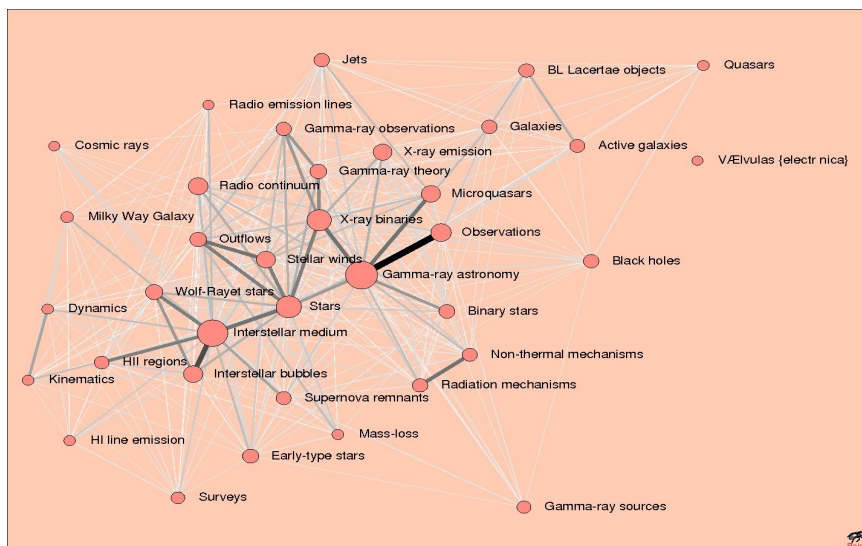 Jets
Quasars
BL Lacertae objects
Radio emission lines
Gamma-ray observations
Galaxies
Cosmic rays
Active galaxies
X-ray emission
VÆlvulas {electr nica}
Gamma-ray theory
Radio continuum
Microquasars
Milky Way Galaxy
X-ray binaries
Observations
Outflows
Stellar winds
Black holes
Gamma-ray astronomy
Wolf-Rayet stars
Stars
Dynamics
Binary stars
Interstellar medium
Non-thermal mechanisms
HII regions
Interstellar bubbles
Kinematics
Radiation mechanisms
Supernova remnants
Mass-loss
HI line emission
Early-type stars
Surveys
Gamma-ray sources